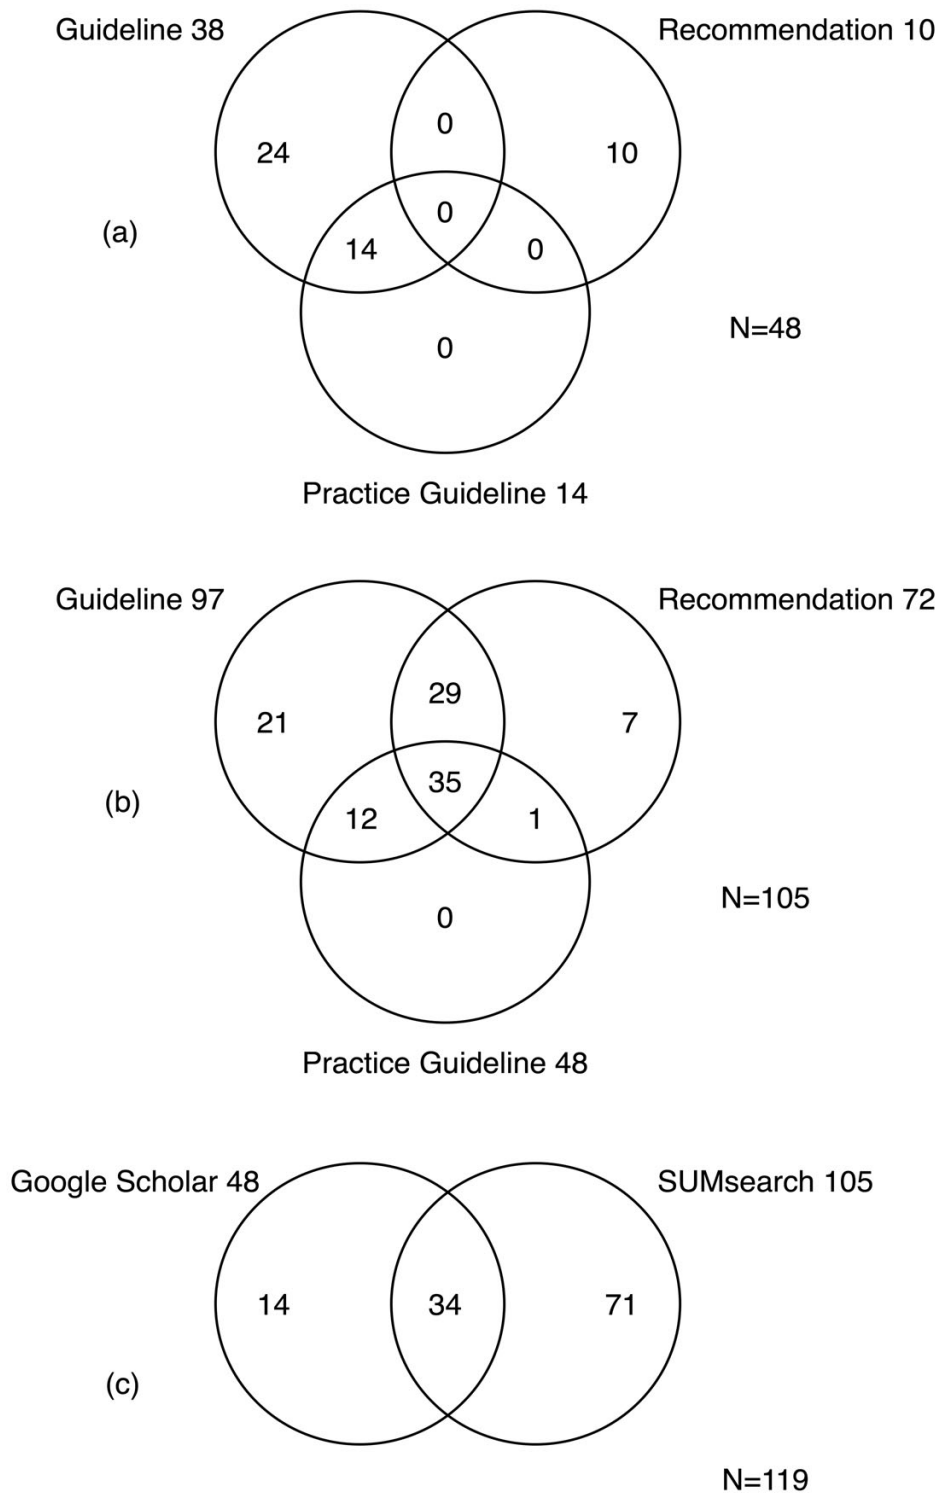 Guideline 38 Recommendation 10
0
24 10
0
(a)
14 0
N=48
0
Practice Guideline 14
Guideline 97 Recommendation 72
29
21 7
35
(b)
12 1
N=105
0
Practice Guideline 48
Google Scholar 48 SUMsearch 105
14 34 71
(c)
N=119